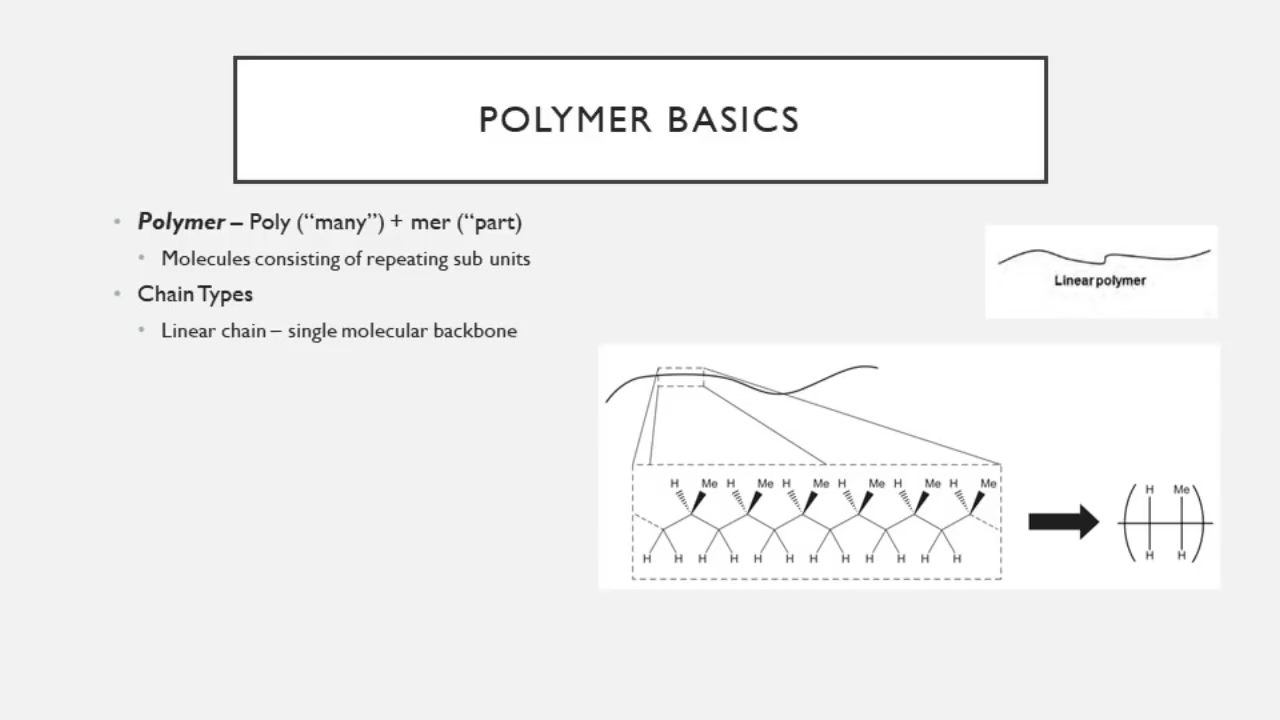 POLYMER BASICS
Polymer – Poly (“many”) + mer (“part)
Molecules consisting of repeating sub units
Chain Types
Linear chain – single molecular backbone
Linear polymer
H Me H Me H Me H Me H Me H Me
H H H H H H H H H H H H
H Me
H H